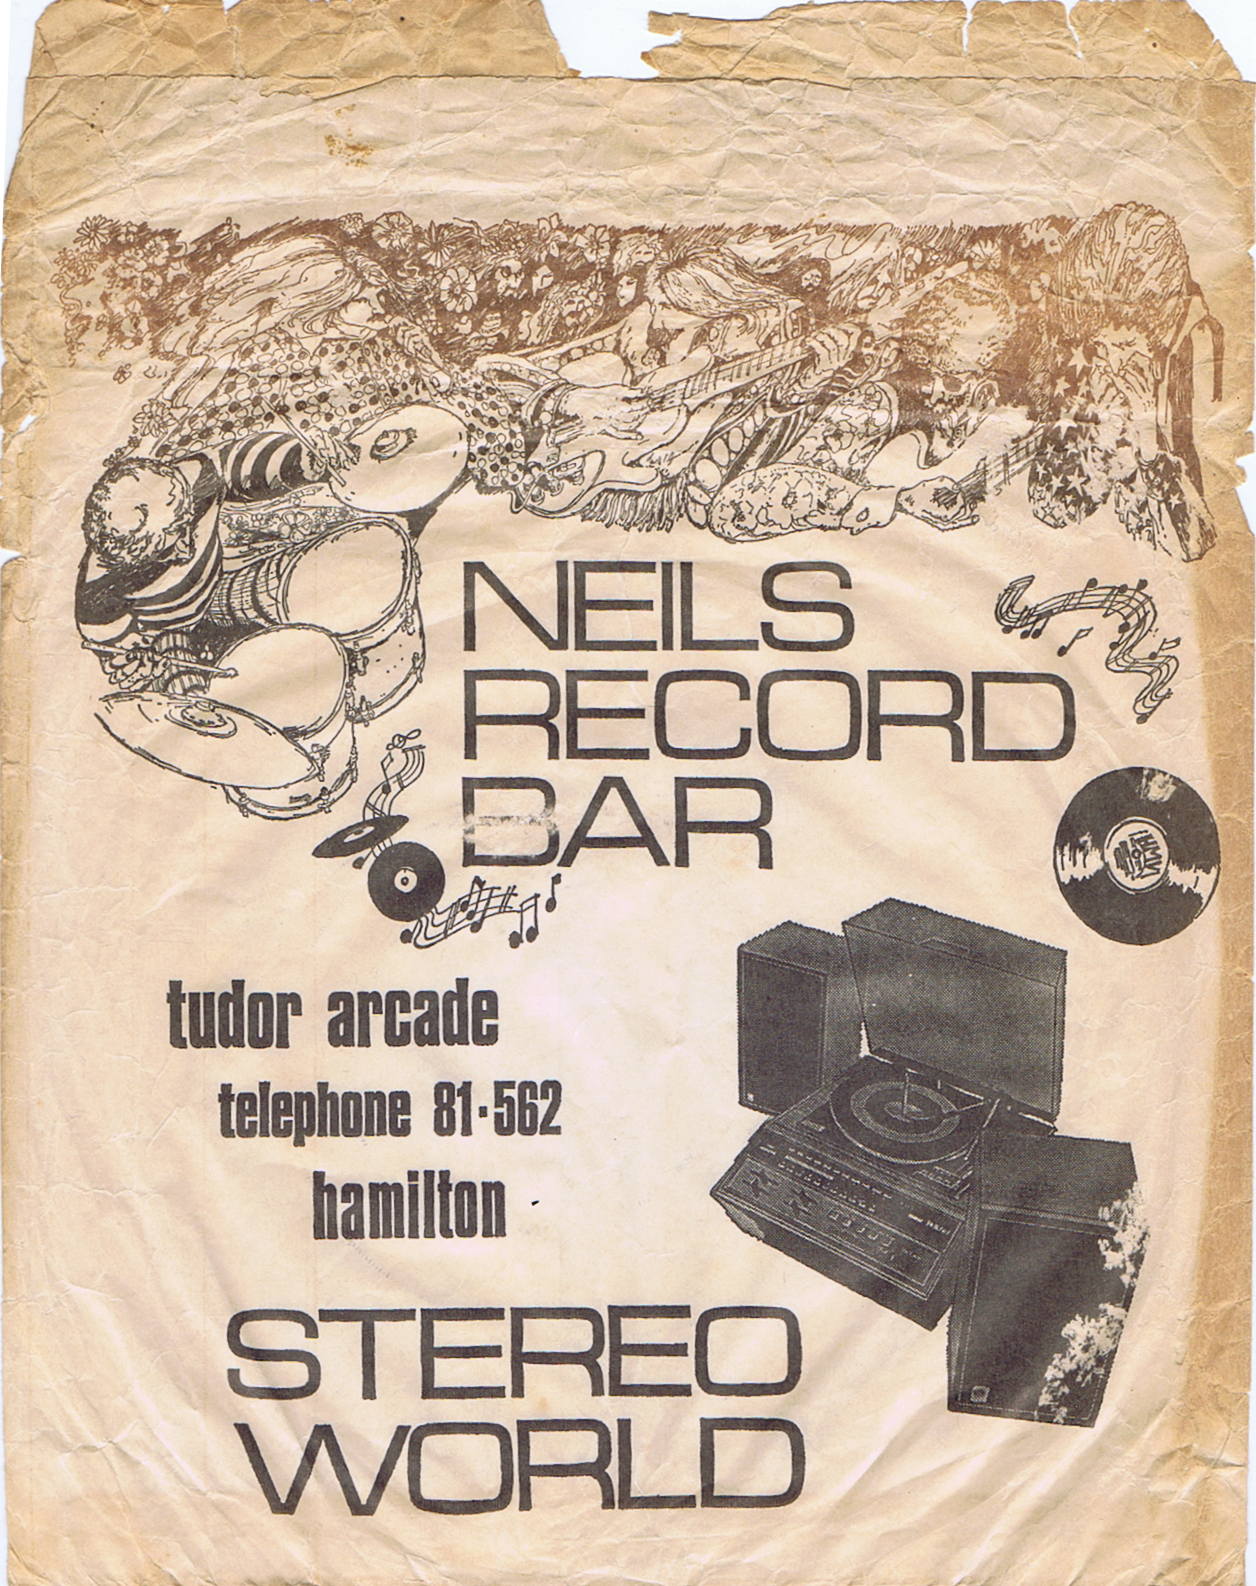 NEILS
RECORD
BAR
tudor arcade
telephone 81·562
hamilton
STEREO
WORLD